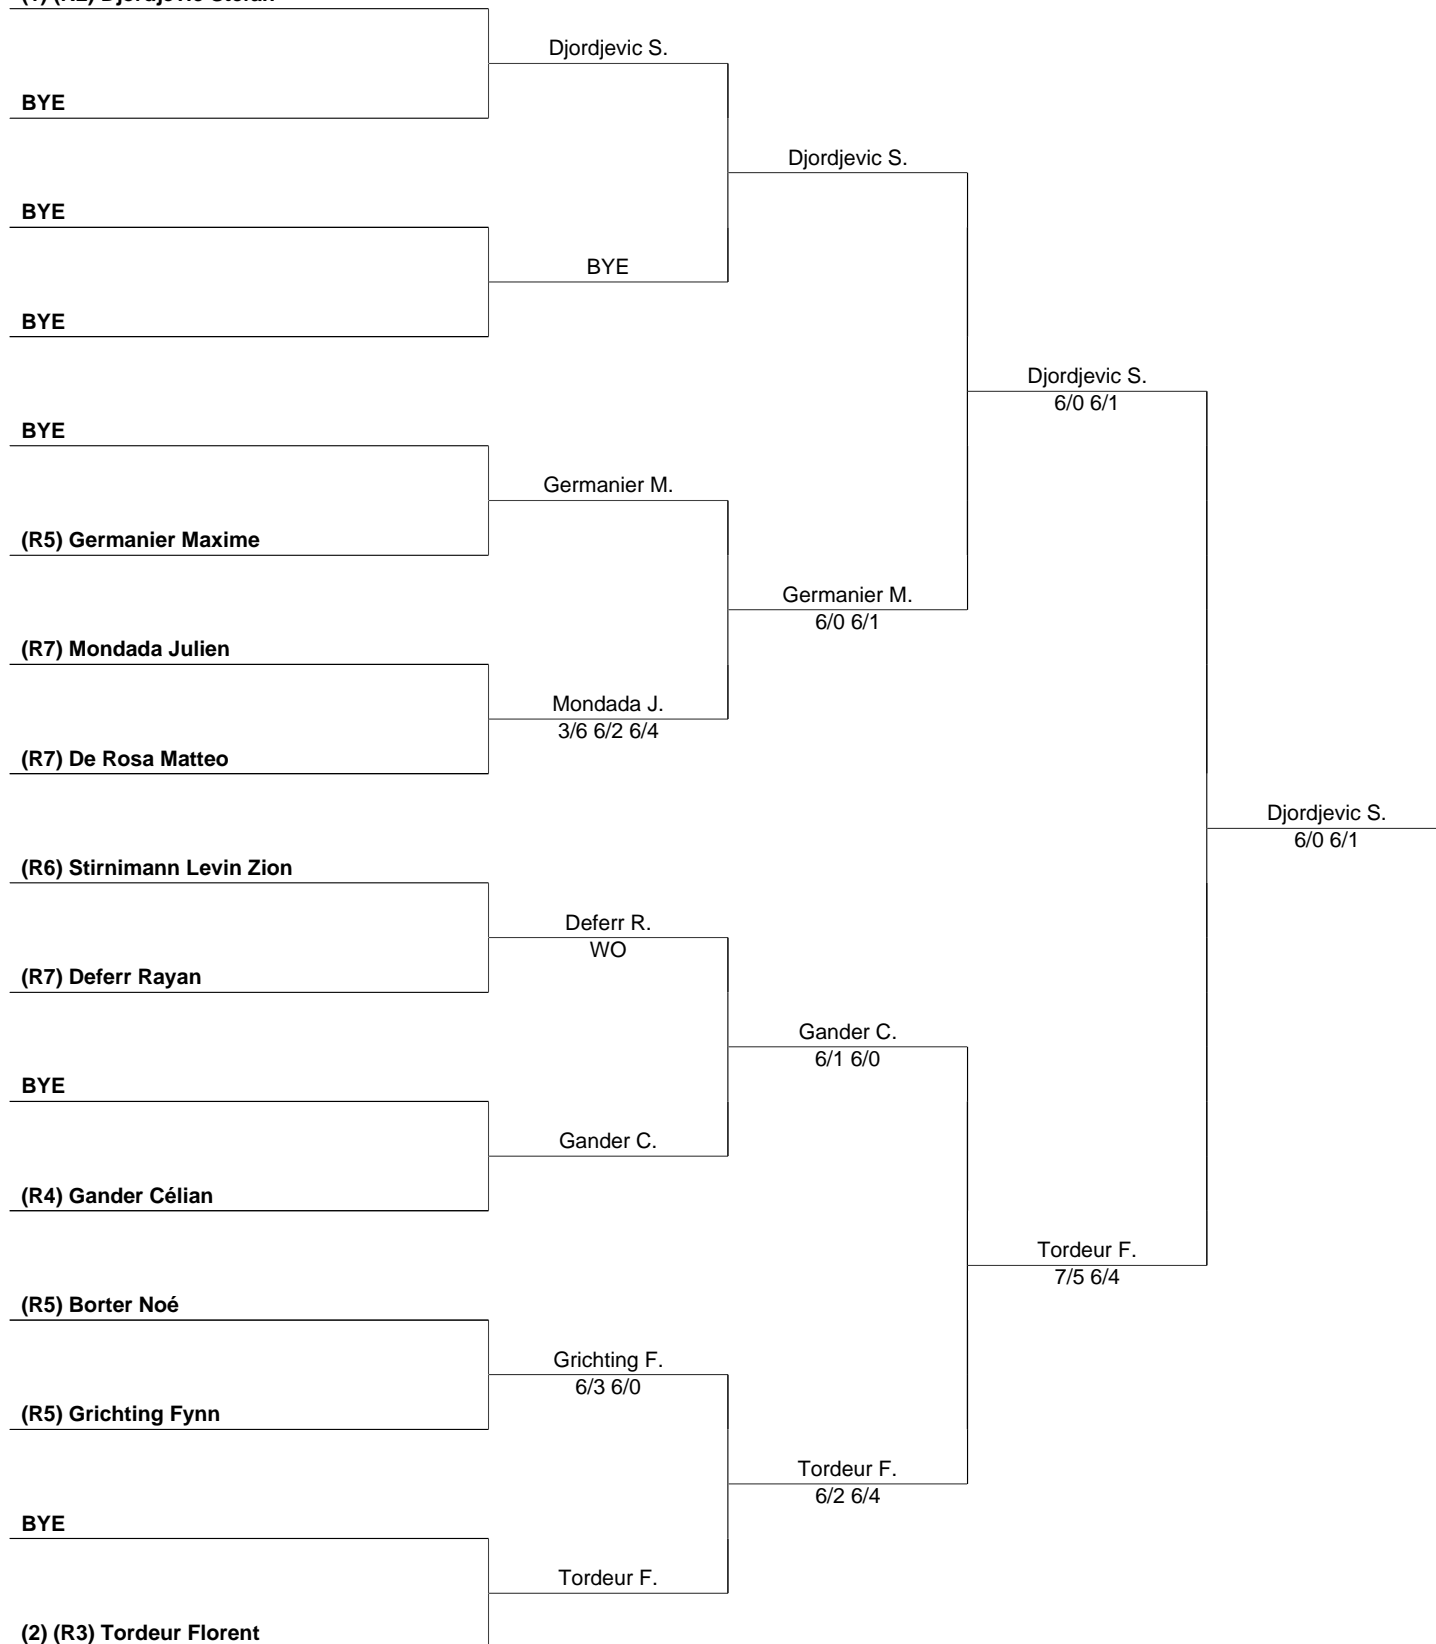 BYE
BYE
BYE
BYE
(R5) Germanier Maxime
(R7) Mondada Julien
(R7) De Rosa Matteo
(R6) Stirnimann Levin Zion
(R7) Deferr Rayan
BYE
(R4) Gander Célian
(R5) Borter Noé
(R5) Grichting Fynn
BYE
(2) (R3) Tordeur Florent
Djordjevic S.
BYE
Germanier M.
Mondada J.
3/6 6/2 6/4
Deferr R.
WO
Gander C.
Grichting F.
6/3 6/0
Tordeur F.
Djordjevic S.
Germanier M.
6/0 6/1
Gander C.
6/1 6/0
Tordeur F.
6/2 6/4
Djordjevic S.
6/0 6/1
Tordeur F.
7/5 6/4
Djordjevic S.
6/0 6/1